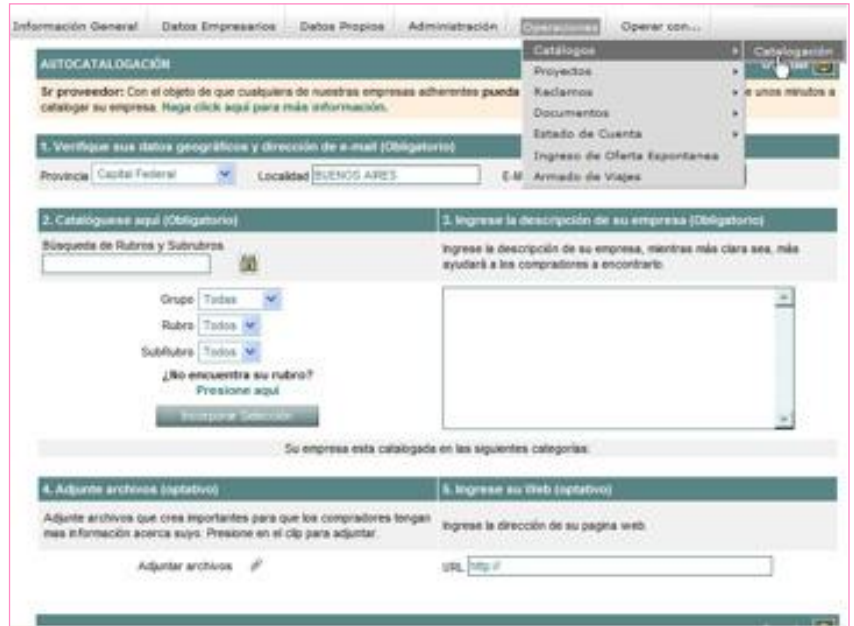 Información General Datos Empresarios Datos Propios Administración Operaciones Operar con...
Catálogos Catalogación
Proyectos
Reclamos
Documentos
Estado de Cuenta
Ingreso de Oferta Espontanea
Armado de Viajes
AUTOCATALOGACIÓN
Sr proveedor: Con el objeto de que cualquiera de nuestras empresas adherentes pueda e unos minutos a
catalogar su empresa. Haga click aquí para más información.
1. Verifique sus datos geográficos y dirección de e-mail (Obligatorio)
Provincia Capital Federal Localidad BUENOS AIRES E-M
2. Catalóguese aquí (Obligatorio)
Búsqueda de Rubros y Subrubros
Grupo Todas
Rubro Todos
SubRubro Todos
¿No encuentra su rubro?
Presione aquí
Incorporar Selección
3. Ingrese la descripción de su empresa (Obligatorio)
Ingrese la descripción de su empresa, mientras más clara sea, más
ayudará a los compradores a encontrarlo.
Su empresa esta catalogada en las siguientes categorías:
4. Adjunte archivos (optativo)
Adjunte archivos que crea importantes para que los compradores tengan
mas información acerca suyo. Presione en el clip para adjuntar.
Adjuntar archivos
5. Ingrese su Web (optativo)
Ingrese la dirección de su pagina web.
URL http://